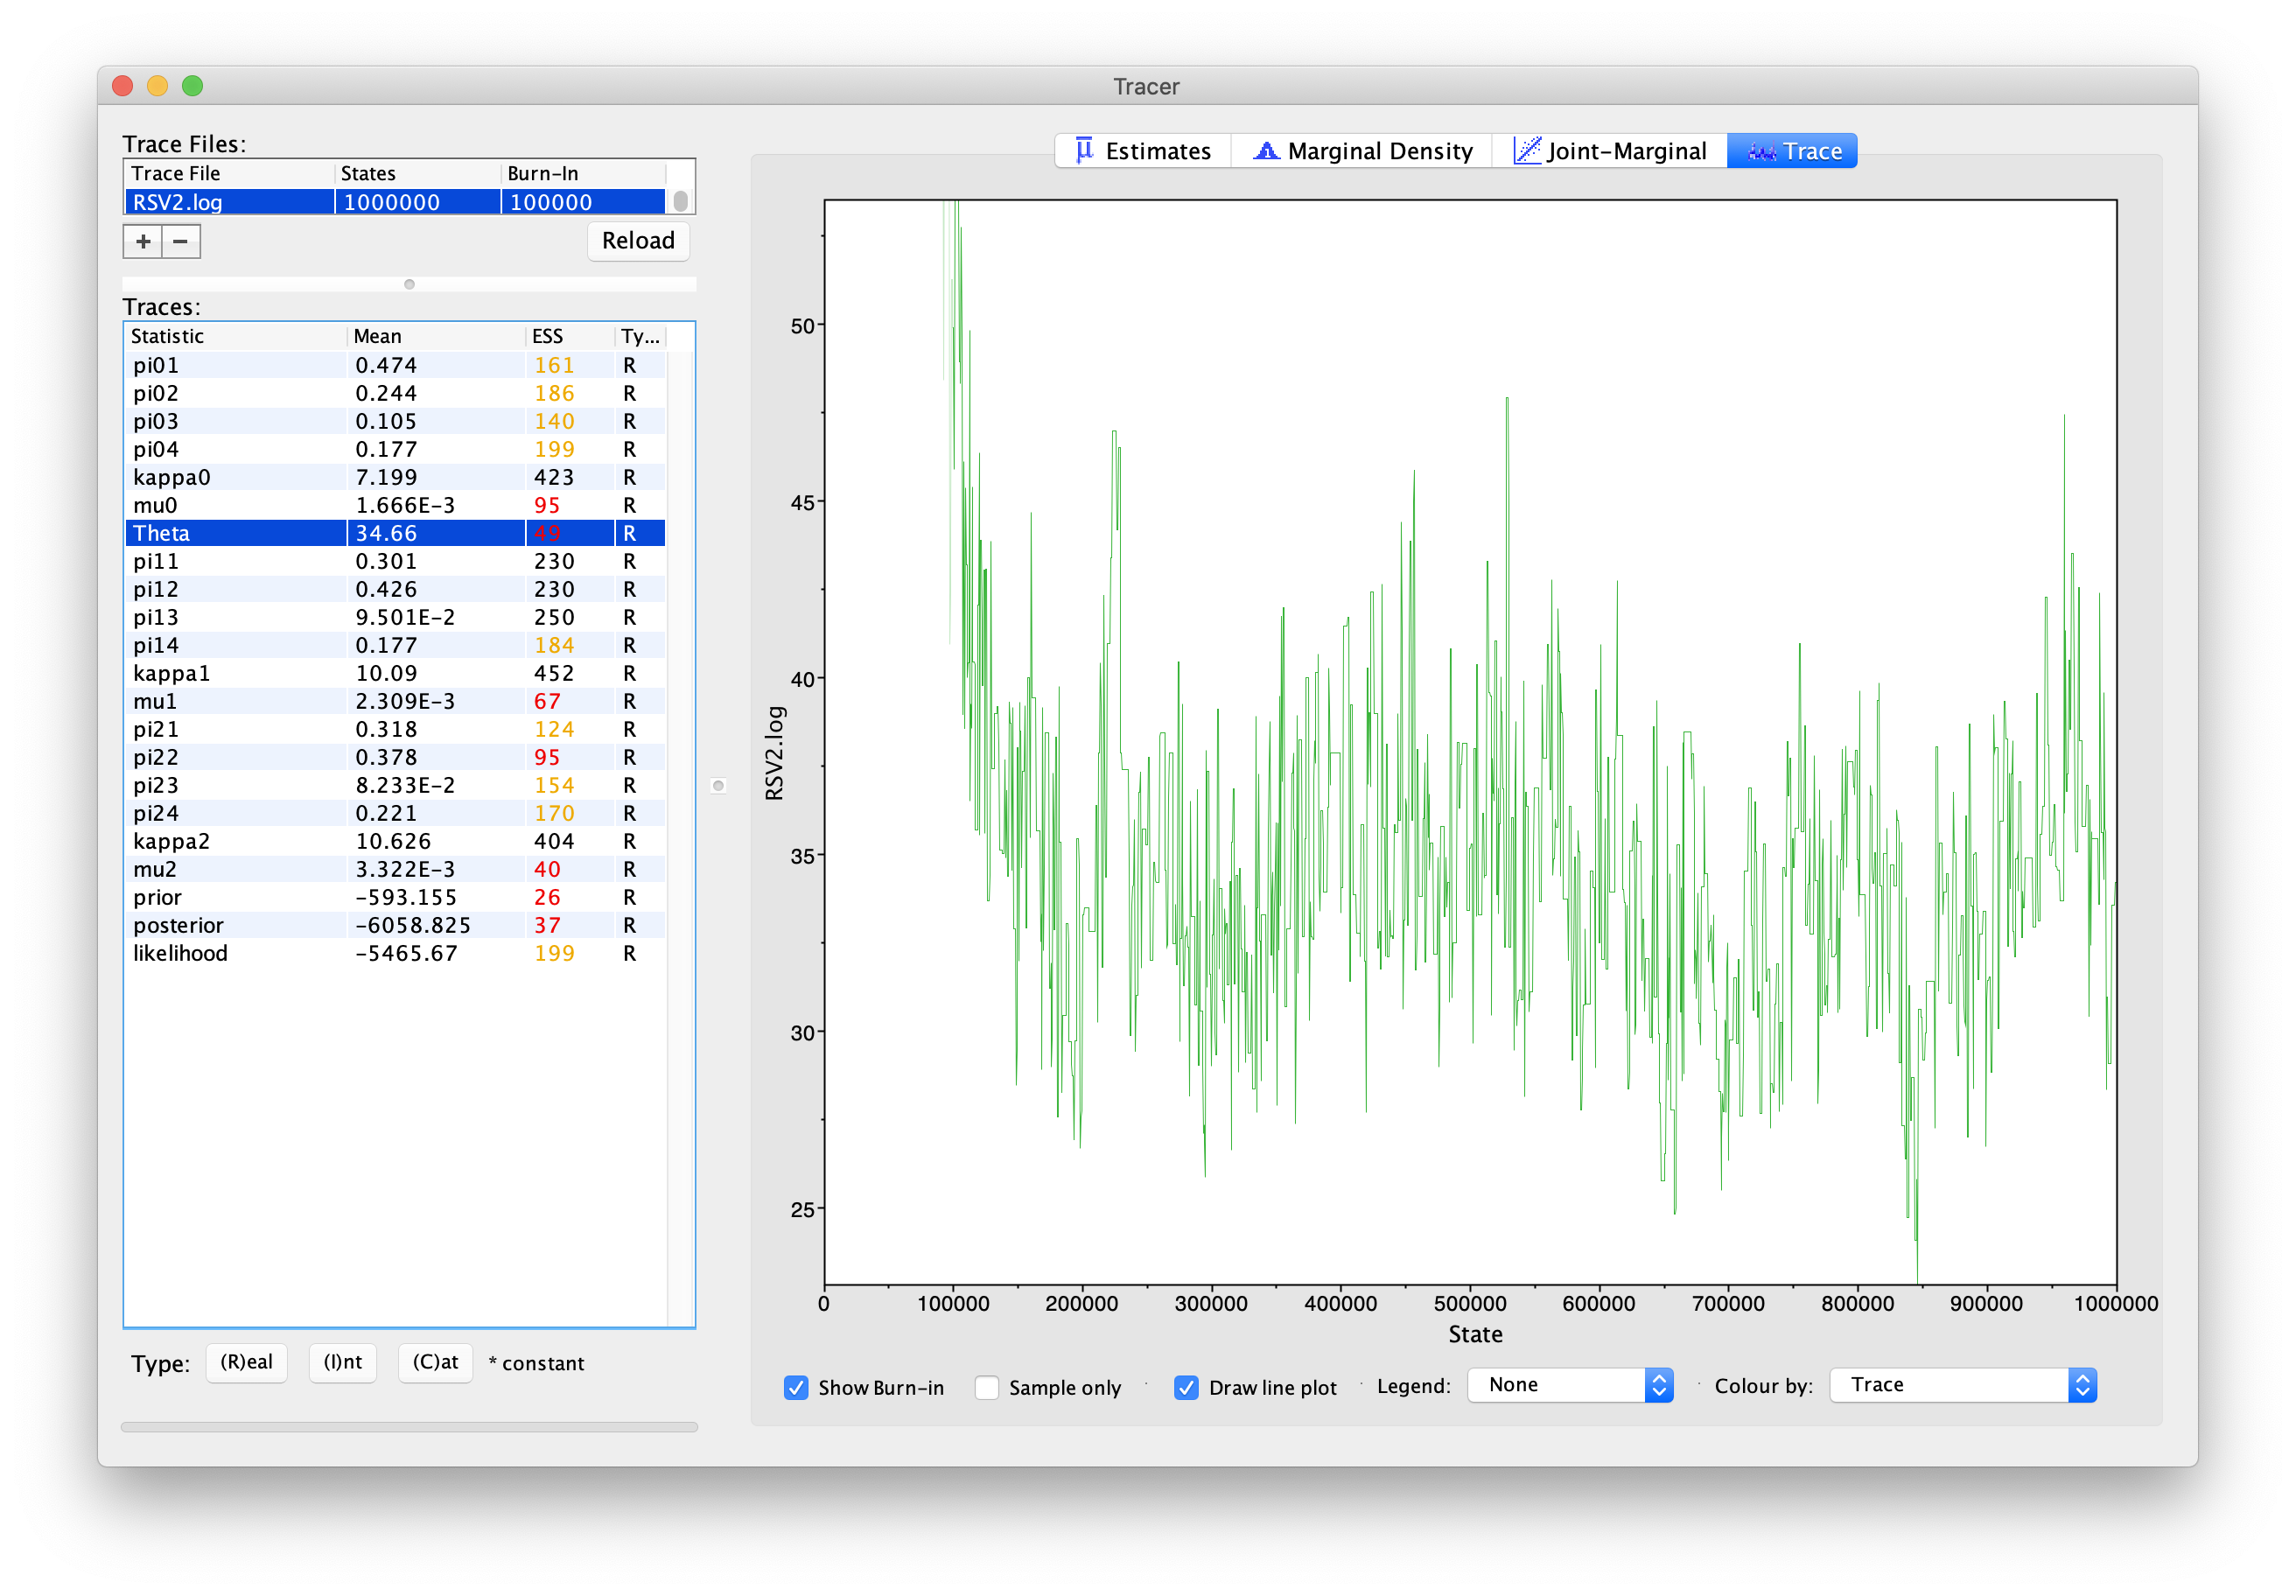 Tracer
Trace Files:
Trace File States Burn-In
RSV2.log 1000000 100000
+ − Reload
Traces:
Statistic Mean ESS Ty...
pi01 0.474 161 R
pi02 0.244 186 R
pi03 0.105 140 R
pi04 0.177 199 R
kappa0 7.199 423 R
mu0 1.666E-3 95 R
Theta 34.66 49 R
pi11 0.301 230 R
pi12 0.426 230 R
pi13 9.501E-2 250 R
pi14 0.177 184 R
kappa1 10.09 452 R
mu1 2.309E-3 67 R
pi21 0.318 124 R
pi22 0.378 95 R
pi23 8.233E-2 154 R
pi24 0.221 170 R
kappa2 10.626 404 R
mu2 3.322E-3 40 R
prior -593.155 26 R
posterior -6058.825 37 R
likelihood -5465.67 199 R
Type: (R)eal (I)nt (C)at * constant
Estimates Marginal Density Joint-Marginal Trace
50
45
40
35
30
25
RSV2.log
0 100000 200000 300000 400000 500000 600000 700000 800000 900000 1000000
State
Show Burn-in Sample only Draw line plot Legend: None Colour by: Trace